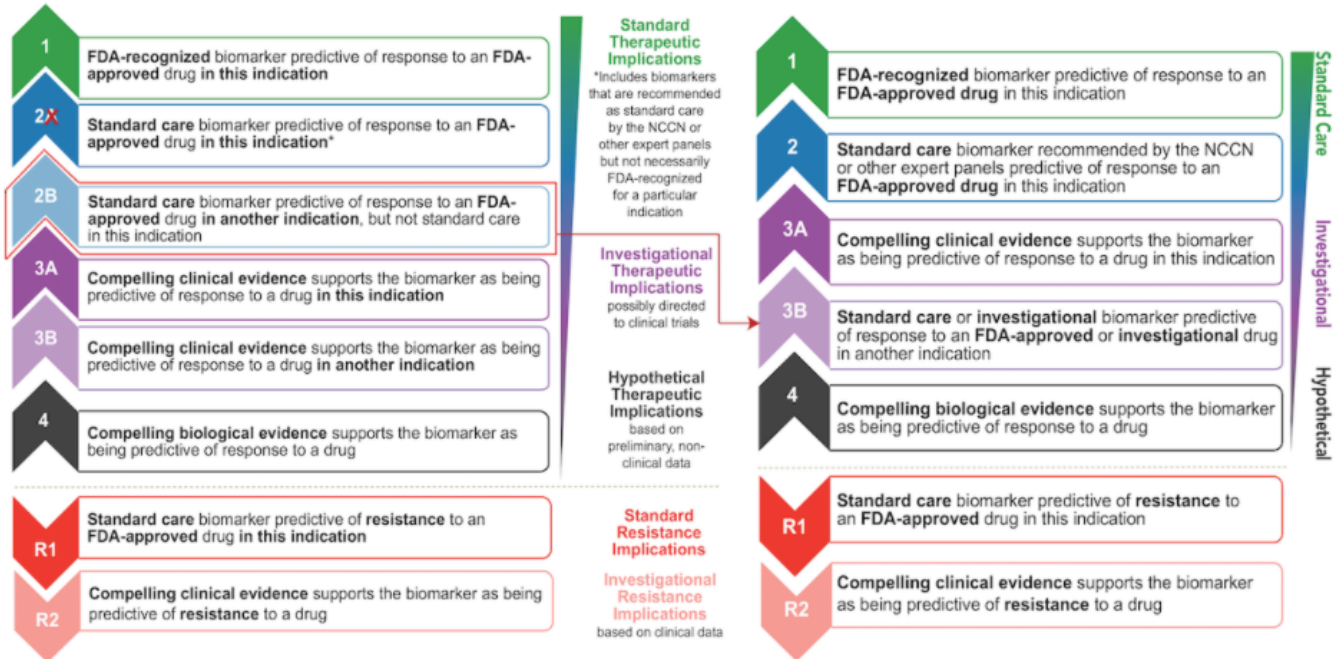 1
FDA-recognized biomarker predictive of response to an FDA-
approved drug in this indication
2A
Standard care biomarker predictive of response to an FDA-
approved drug in this indication*
2B
Standard care biomarker predictive of response to an FDA-
approved drug in another indication, but not standard care
in this indication
3A
Compelling clinical evidence supports the biomarker as being
predictive of response to a drug in this indication
3B
Compelling clinical evidence supports the biomarker as being
predictive of response to a drug in another indication
4
Compelling biological evidence supports the biomarker as
being predictive of response to a drug
R1
Standard care biomarker predictive of resistance to an
FDA-approved drug in this indication
R2
Compelling clinical evidence supports the biomarker as being
predictive of resistance to a drug
Standard
Therapeutic
Implications
*Includes biomarkers
that are recommended
as standard care
by the NCCN or
other expert panels
but not necessarily
FDA-recognized
for a particular
indication
Investigational
Therapeutic
Implications
possibly directed
to clinical trials
Hypothetical
Therapeutic
Implications
based on
preliminary, non-
clinical data
Standard
Resistance
Implications
Investigational
Resistance
Implications
based on clinical data
1
FDA-recognized biomarker predictive of response to an
FDA-approved drug in this indication
2
Standard care biomarker recommended by the NCCN
or other expert panels predictive of response to an
FDA-approved drug in this indication
3A
Compelling clinical evidence supports the biomarker
as being predictive of response to a drug in this indication
3B
Standard care or investigational biomarker predictive
of response to an FDA-approved or investigational drug
in another indication
4
Compelling biological evidence supports the biomarker
as being predictive of response to a drug
R1
Standard care biomarker predictive of resistance to
an FDA-approved drug in this indication
R2
Compelling clinical evidence supports the biomarker
as being predictive of resistance to a drug
Standard Care
Investigational
Hypothetical